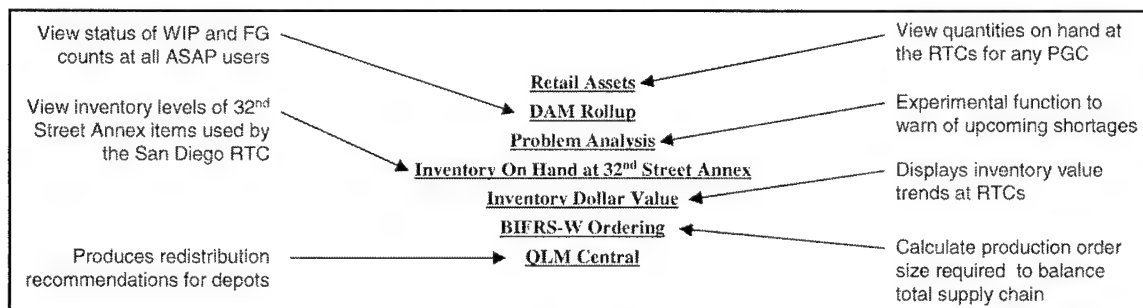 View status of WIP and FG
counts at all ASAP users
View inventory levels of 32nd
Street Annex items used by
the San Diego RTC
Produces redistribution
recommendations for depots
Retail Assets
DAM Rollup
Problem Analysis
Inventory On Hand at 32nd Street Annex
Inventory Dollar Value
BIFRS-W Ordering
QLM Central
View quantities on hand at
the RTCs for any PGC
Experimental function to
warn of upcoming shortages
Displays inventory value
trends at RTCs
Calculate production order
size required to balance
total supply chain